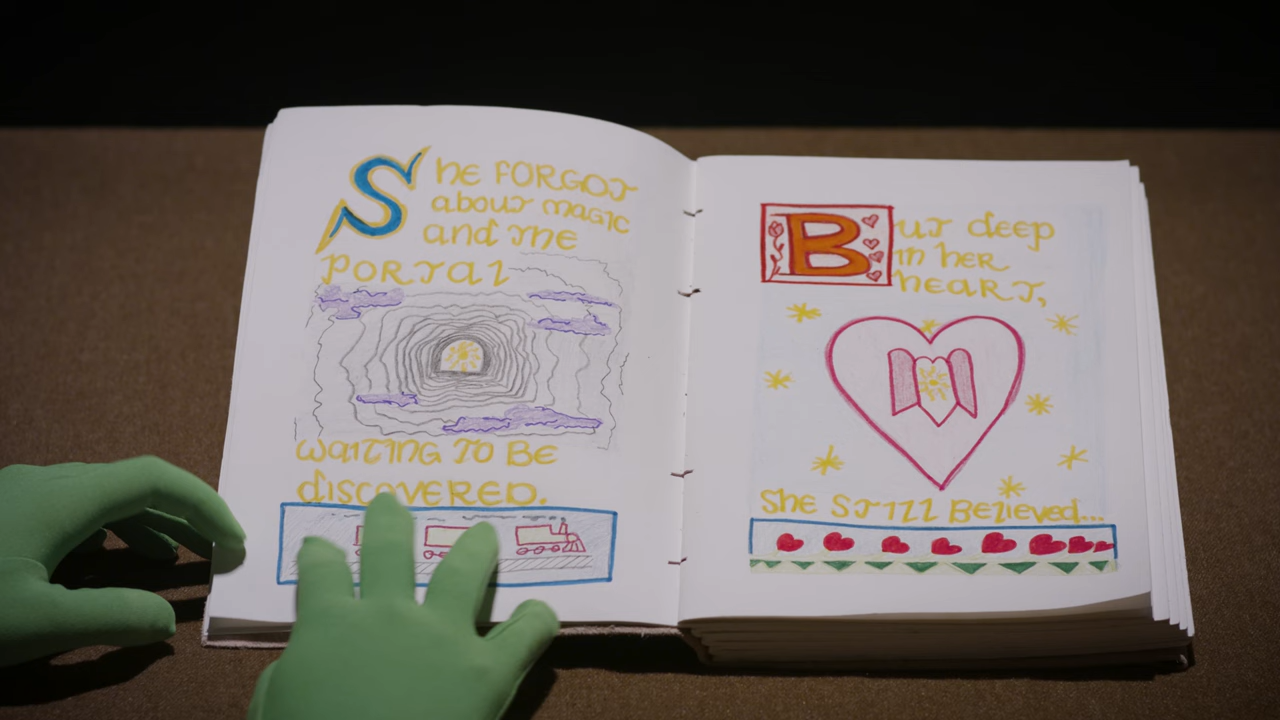 She FORGOT
about magic
and the
PORTAL
waiting to be
discovered.
But deep
in her
heart,
she still Believed...